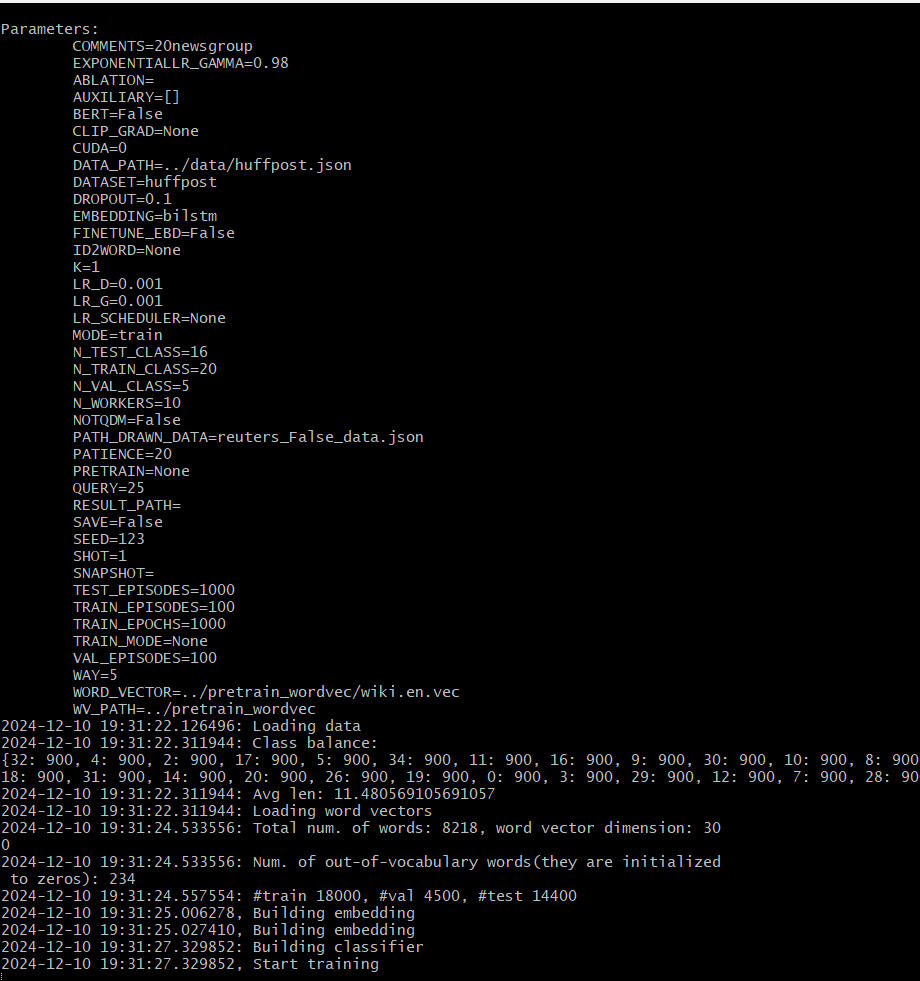 Parameters:
COMMENTS=20newsgroup
EXPONENTIALLR_GAMMA=0.98
ABLATION=
AUXILIARY=[]
BERT=False
CLIP_GRAD=None
CUDA=0
DATA_PATH=../data/huffpost.json
DATASET=huffpost
DROPOUT=0.1
EMBEDDING=bilstm
FINETUNE_EBD=False
ID2WORD=None
K=1
LR_D=0.001
LR_G=0.001
LR_SCHEDULER=None
MODE=train
N_TEST_CLASS=16
N_TRAIN_CLASS=20
N_VAL_CLASS=5
N_WORKERS=10
NOTQDM=False
PATH_DRAWN_DATA=reuters_False_data.json
PATIENCE=20
PRETRAIN=None
QUERY=25
RESULT_PATH=
SAVE=False
SEED=123
SHOT=1
SNAPSHOT=
TEST_EPISODES=1000
TRAIN_EPISODES=100
TRAIN_EPOCHS=1000
TRAIN_MODE=None
VAL_EPISODES=100
WAY=5
WORD_VECTOR=../pretrain_wordvec/wiki.en.vec
WV_PATH=../pretrain_wordvec
2024-12-10 19:31:22.126496: Loading data
2024-12-10 19:31:22.311944: Class balance:
{32: 900, 4: 900, 2: 900, 17: 900, 5: 900, 34: 900, 11: 900, 16: 900, 9: 900, 30: 900, 10: 900, 8: 900
18: 900, 31: 900, 14: 900, 20: 900, 26: 900, 19: 900, 0: 900, 3: 900, 29: 900, 12: 900, 7: 900, 28: 90
2024-12-10 19:31:22.311944: Avg len: 11.480569105691057
2024-12-10 19:31:22.311944: Loading word vectors
2024-12-10 19:31:24.533556: Total num. of words: 8218, word vector dimension: 30
0
2024-12-10 19:31:24.533556: Num. of out-of-vocabulary words(they are initialized
to zeros): 234
2024-12-10 19:31:24.557554: #train 18000, #val 4500, #test 14400
2024-12-10 19:31:25.006278, Building embedding
2024-12-10 19:31:25.027410, Building embedding
2024-12-10 19:31:27.329852: Building classifier
2024-12-10 19:31:27.329852, Start training